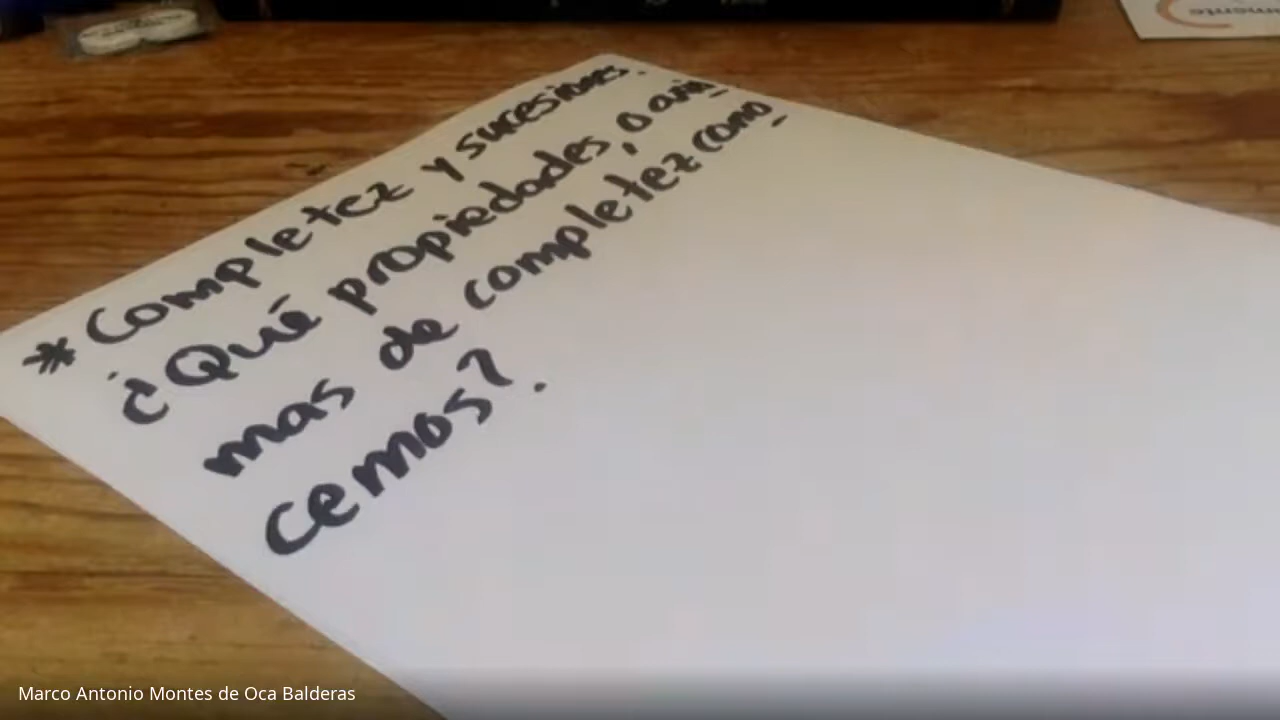 * Completez y sucesiones.
¿Qué propiedades, o axio-
mas de completez cono-
cemos?.
Marco Antonio Montes de Oca Balderas